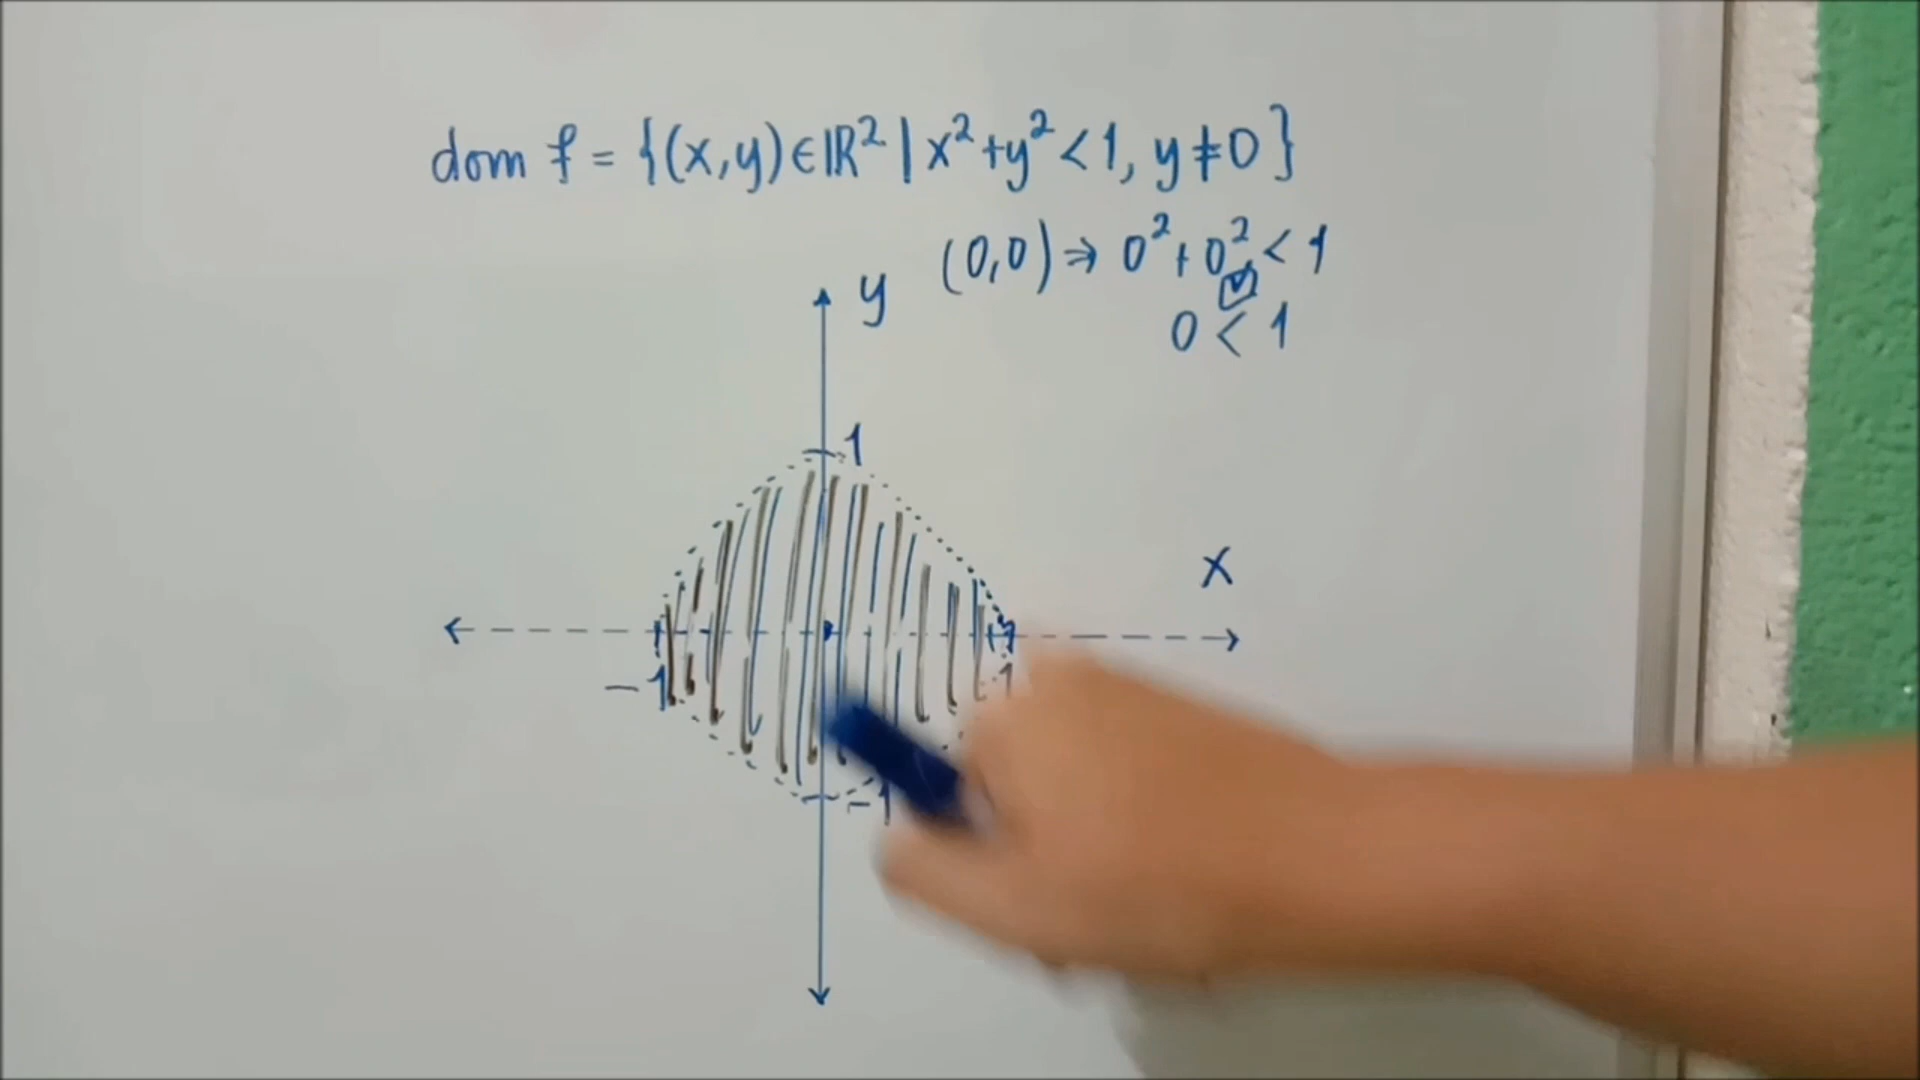 dom f = {(x,y)∈ℝ² | x²+y² < 1, y ≠ 0}
(0,0) ⇒ 0² + 0² < 1
0 < 1
y
1
x
-1
1
-1